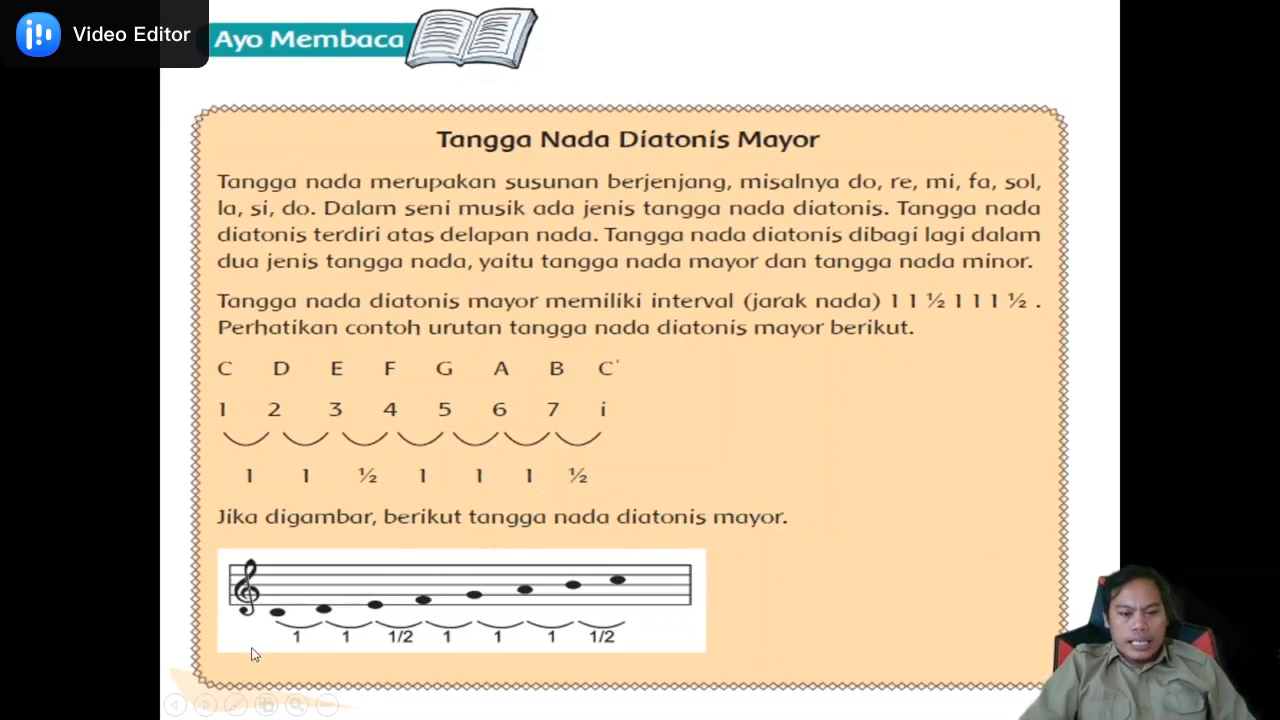 Video Editor
Ayo Membaca
Tangga Nada Diatonis Mayor
Tangga nada merupakan susunan berjenjang, misalnya do, re, mi, fa, sol,
la, si, do. Dalam seni musik ada jenis tangga nada diatonis. Tangga nada
diatonis terdiri atas delapan nada. Tangga nada diatonis dibagi lagi dalam
dua jenis tangga nada, yaitu tangga nada mayor dan tangga nada minor.
Tangga nada diatonis mayor memiliki interval (jarak nada) 1 1 ½ 1 1 1 ½ .
Perhatikan contoh urutan tangga nada diatonis mayor berikut.
C D E F G A B C'
1 2 3 4 5 6 7 i
1 1 ½ 1 1 1 ½
Jika digambar, berikut tangga nada diatonis mayor.
1 1 1/2 1 1 1 1/2